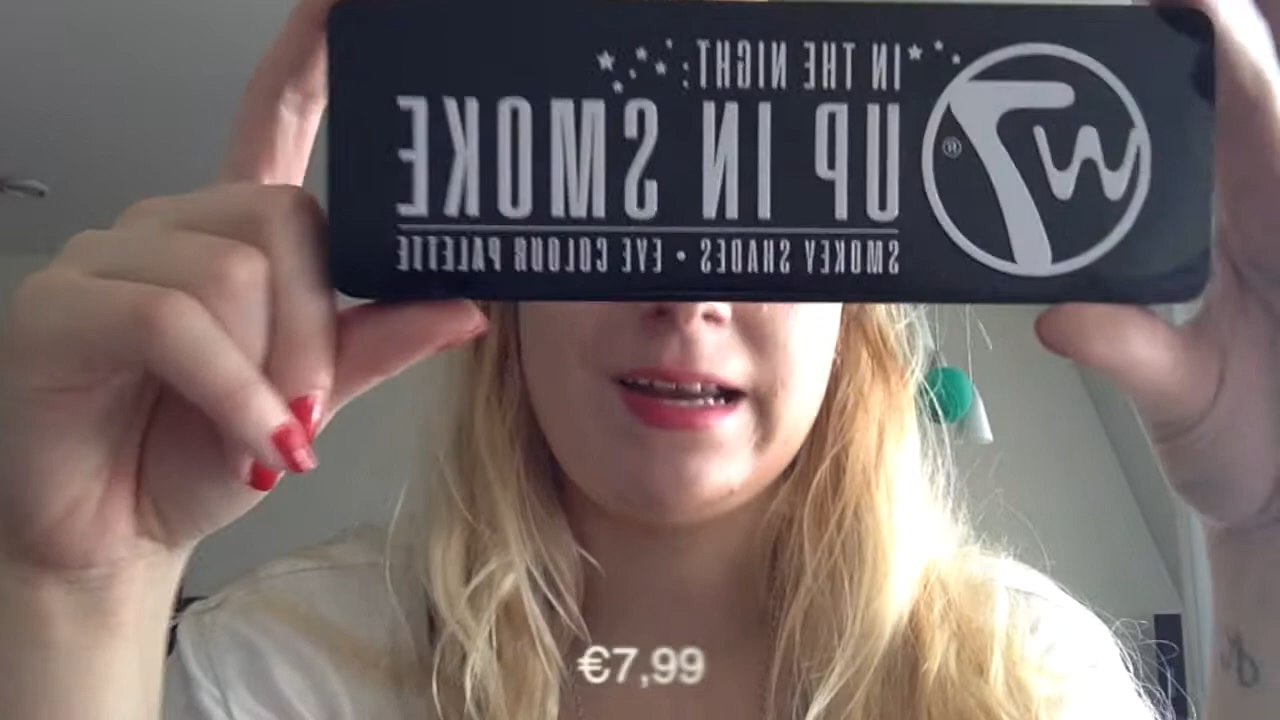 W7
®
IN THE NIGHT:
UP IN SMOKE
SMOKEY SHADES • EYE COLOUR PALETTE
€7,99